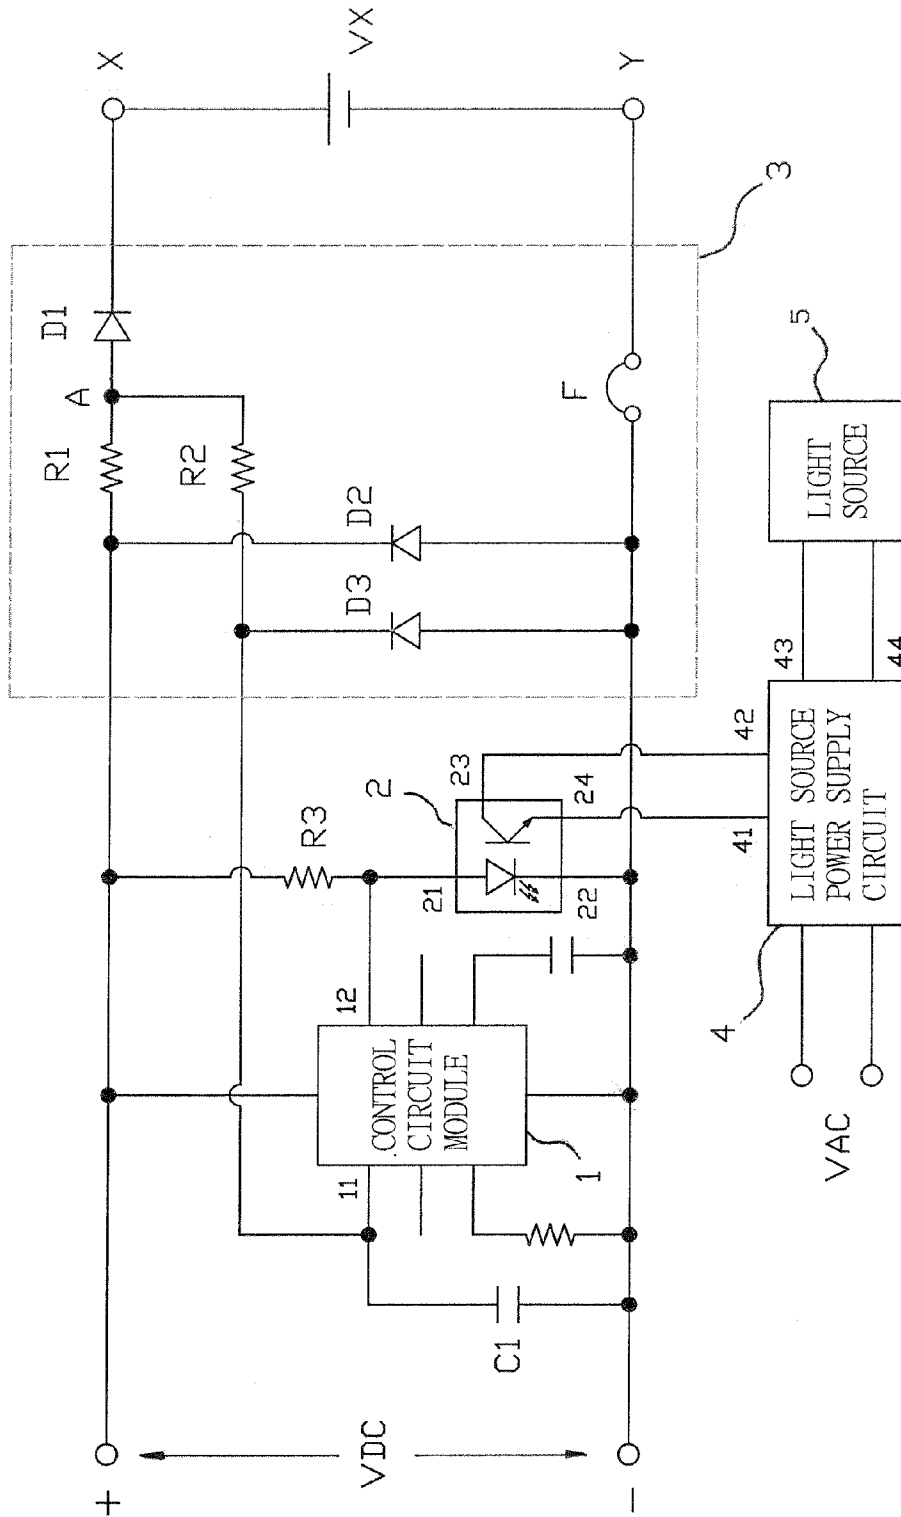 X
VX
Y
3
D1
A
R1
R2
F
D2
D3
5
LIGHT
SOURCE
43
44
42
41
LIGHT SOURCE
POWER SUPPLY
CIRCUIT
4
VAC
R3
2
23
24
21
22
12
.CONTROL
CIRCUIT
MODULE
11
1
C1
+
VDC
-